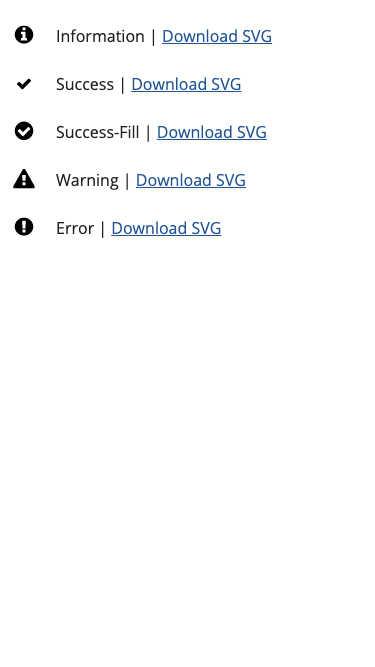 Information | Download SVG
Success | Download SVG
Success-Fill | Download SVG
Warning | Download SVG
Error | Download SVG